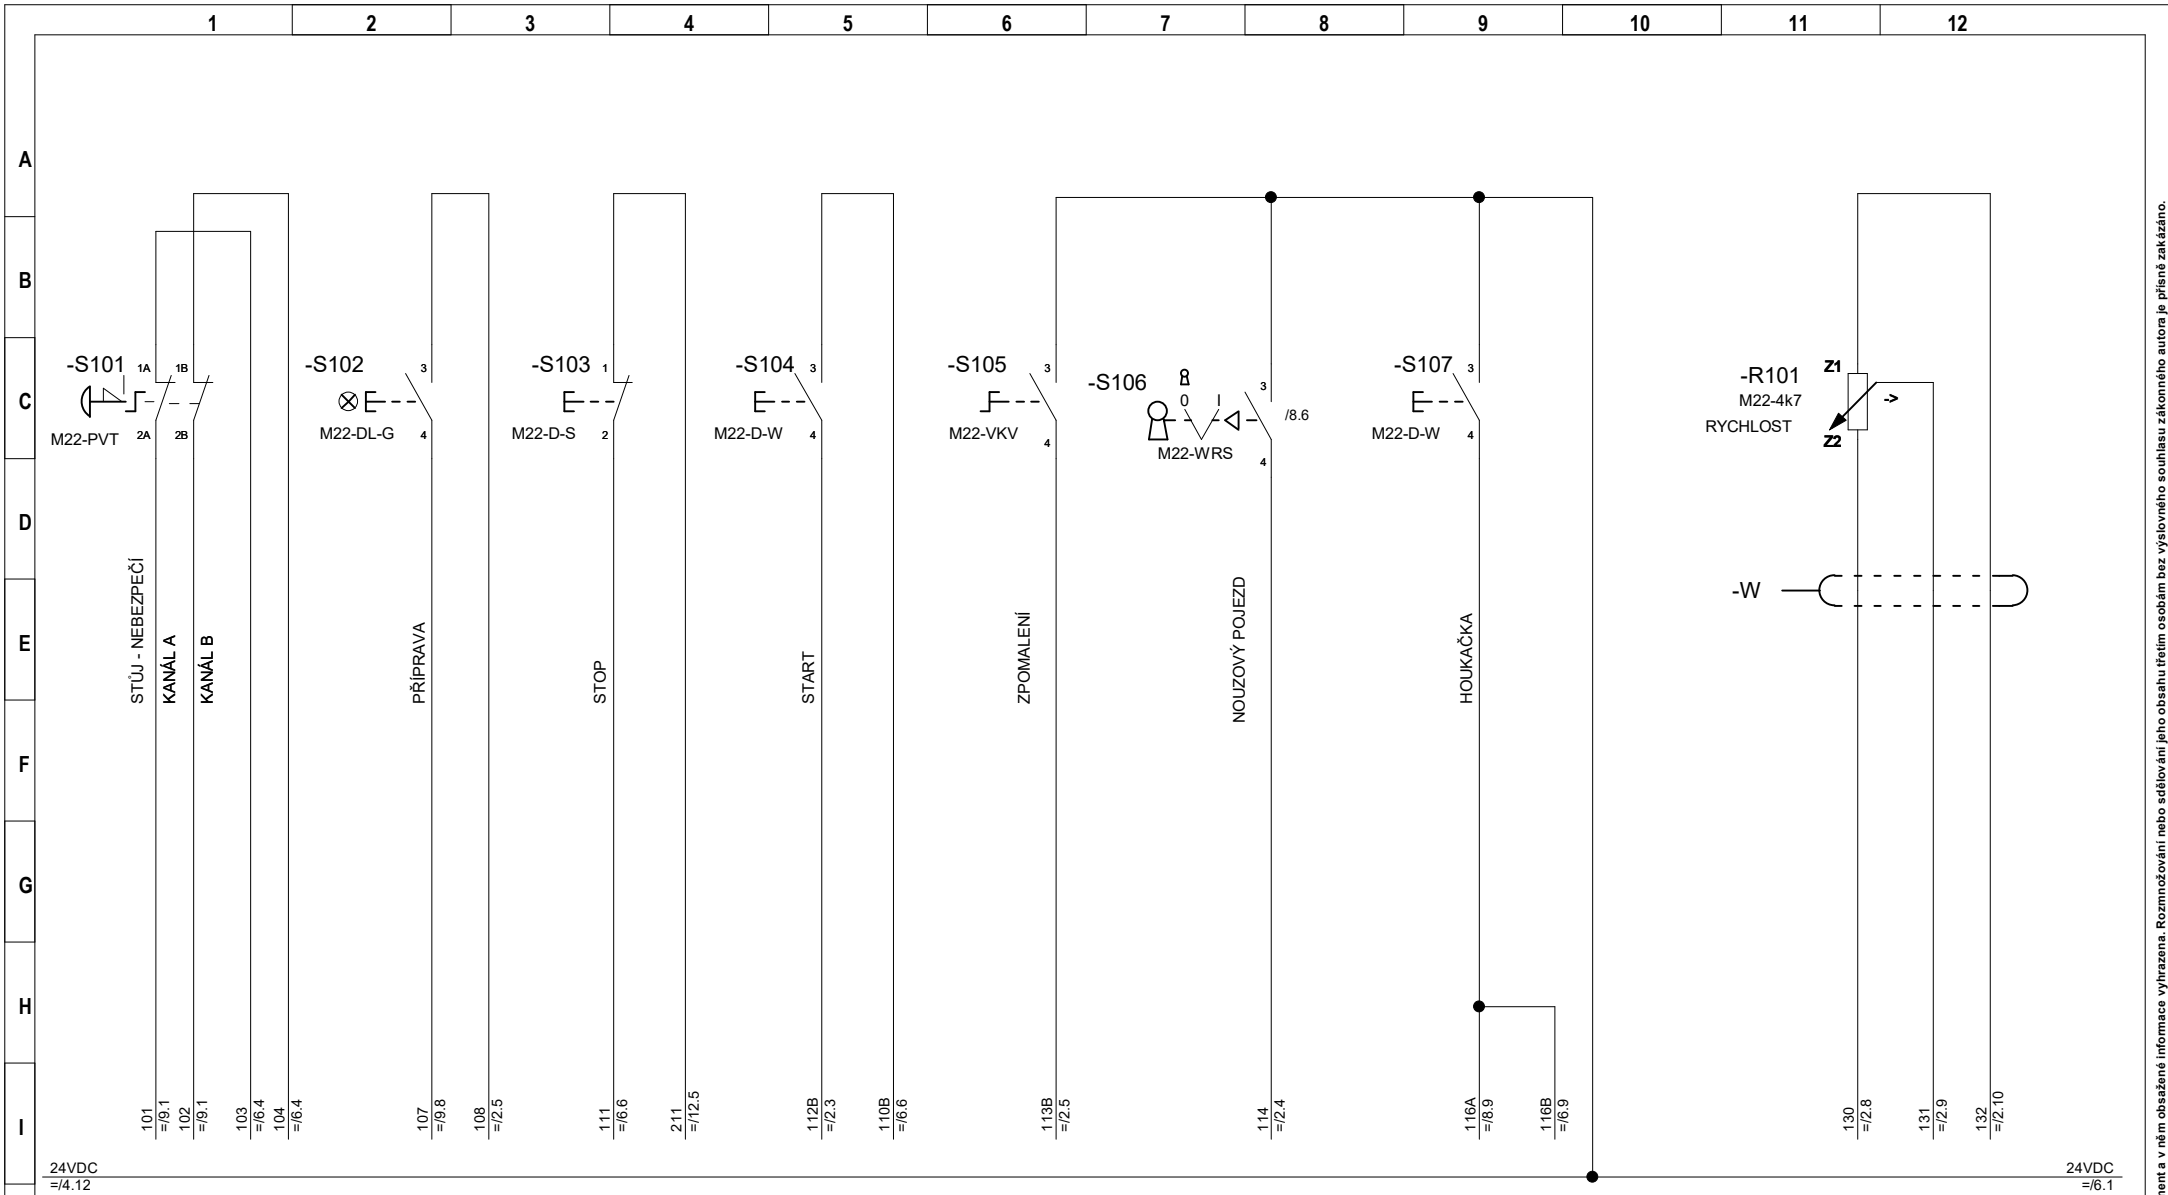 1 2 3 4 5 6 7 8 9 10 11 12
A
B
C
D
E
F
G
H
I
-S101
1A 1B
2A 2B
M22-PVT
STŮJ - NEBEZPEČÍ
KANÁL A
KANÁL B
-S102
3
4
M22-DL-G
PŘÍPRAVA
-S103
1
2
M22-D-S
STOP
-S104
3
4
M22-D-W
START
-S105
3
4
M22-VKV
ZPOMALENÍ
-S106
0 I
3
4
/8.6
M22-WRS
NOUZOVÝ POJEZD
-S107
3
4
M22-D-W
HOUKAČKA
-R101
M22-4k7
RYCHLOST
Z1
Z2
->
-W
101
=/9.1
102
=/9.1
103
=/6.4
104
=/6.4
107
=/9.8
108
=/2.5
111
=/6.6
211
=/12.5
112B
=/2.3
110B
=/6.6
113B
=/2.5
114
=/2.4
116A
=/8.9
116B
=/6.9
130
=/2.8
131
=/2.9
132
=/2.10
24VDC
=/4.12
24VDC
=/6.1
a v něm obsažené informace vyhrazena. Rozmnožování nebo sdělování jeho obsahu třetím osobám bez výslovného souhlasu zákonného autora je přísně zakázáno.